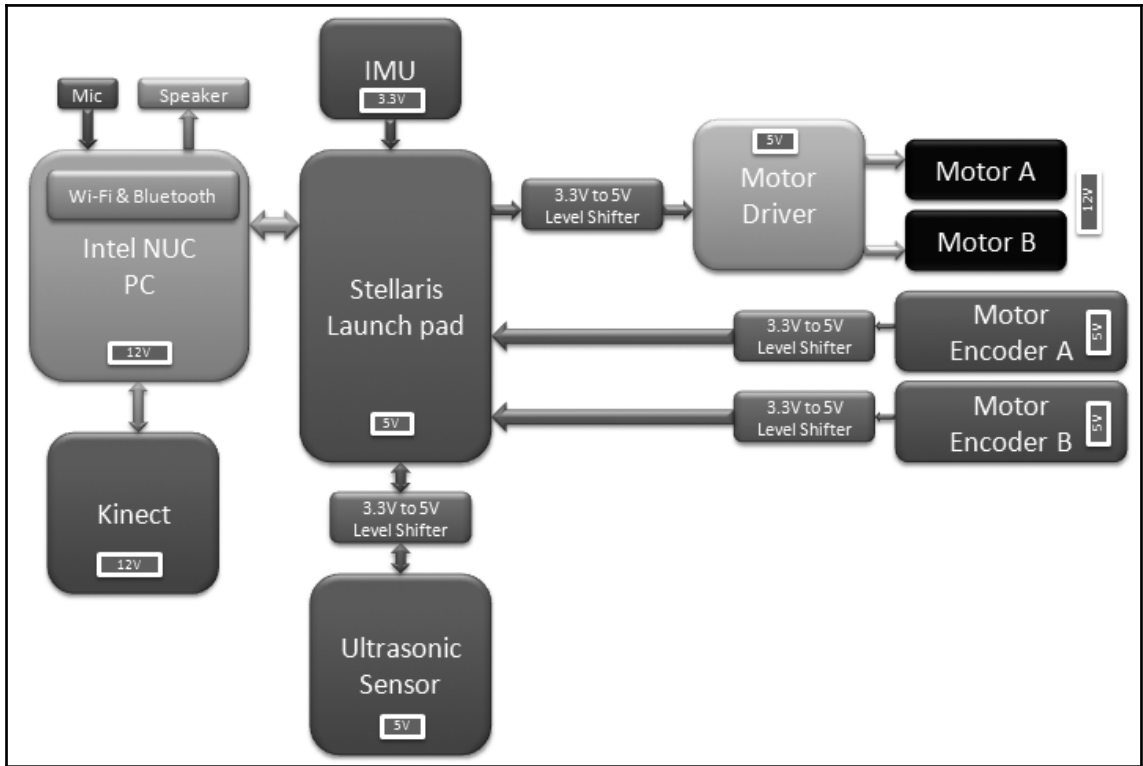 IMU
3.3V
Mic
Speaker
Wi-Fi & Bluetooth
Intel NUC
PC
12V
Stellaris
Launch pad
5V
3.3V to 5V
Level Shifter
5V
Motor
Driver
Motor A
Motor B
12V
3.3V to 5V
Level Shifter
Motor
Encoder A
5V
3.3V to 5V
Level Shifter
Motor
Encoder B
5V
Kinect
12V
3.3V to 5V
Level Shifter
Ultrasonic
Sensor
5V